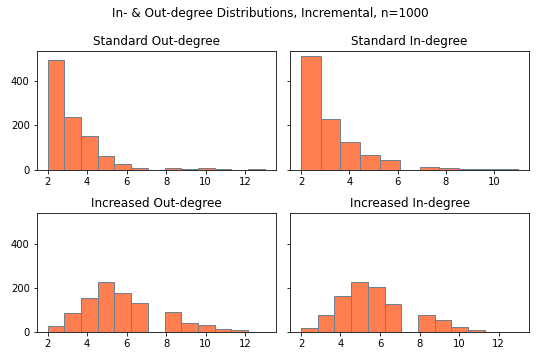 In- & Out-degree Distributions, Incremental, n=1000
Standard Out-degree
Standard In-degree
400
200
0
2 4 6 8 10 12
2 4 6 8 10
Increased Out-degree
Increased In-degree
400
200
0
2 4 6 8 10 12
2 4 6 8 10 12